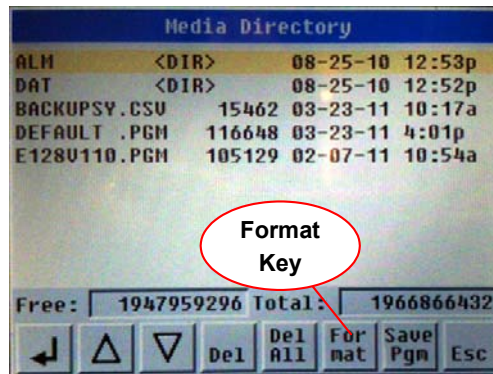 Media Directory
ALM <DIR> 08-25-10 12:53p
DAT <DIR> 08-25-10 12:52p
BACKUPSY.CSV 15462 03-23-11 10:17a
DEFAULT .PGM 116648 03-23-11 4:01p
E128V110.PGM 105129 02-07-11 10:54a
Format
Key
Free: 1947959296 Total: 1966866432
Del Del All For mat Save Pgm Esc